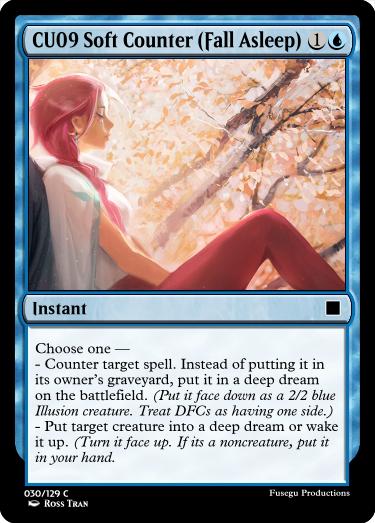 CU09 Soft Counter (Fall Asleep) 1
Instant
Choose one —
- Counter target spell. Instead of putting it in
its owner's graveyard, put it in a deep dream
on the battlefield. (Put it face down as a 2/2 blue
Illusion creature. Treat DFCs as having one side.)
- Put target creature into a deep dream or wake
it up. (Turn it face up. If its a noncreature, put it
in your hand.
030/129 C
Ross Tran
Fusegu Productions